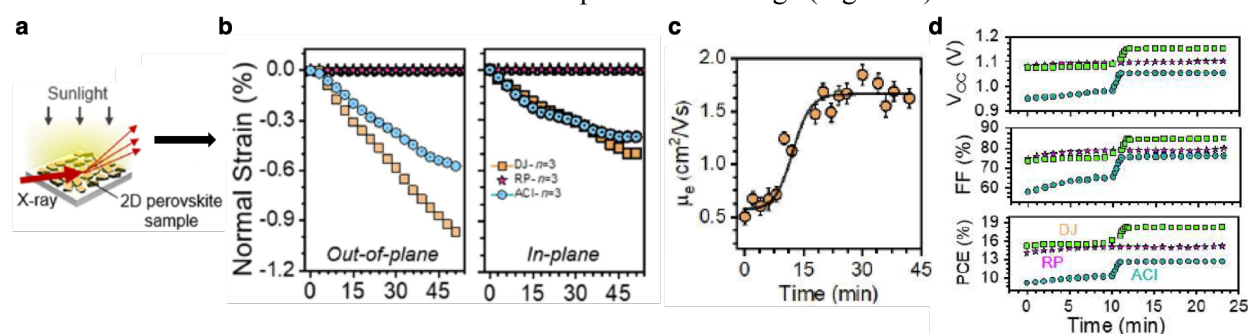 a
b
c
d
Sunlight
X-ray
2D perovskite
sample
Normal Strain (%)
0.0
-0.3
-0.6
-0.9
-1.2
DJ-n=3
RP-n=3
ACI-n=3
Out-of-plane
In-plane
0 15 30 45
0 15 30 45
μe (cm²/Vs)
2.0
1.5
1.0
0.5
0 15 30 45
Time (min)
VOC (V)
1.2
1.1
1.0
0.9
FF (%)
90
80
70
60
PCE (%)
19
16
13
10
DJ
RP
ACI
0 5 10 15 20 25
Time (min)